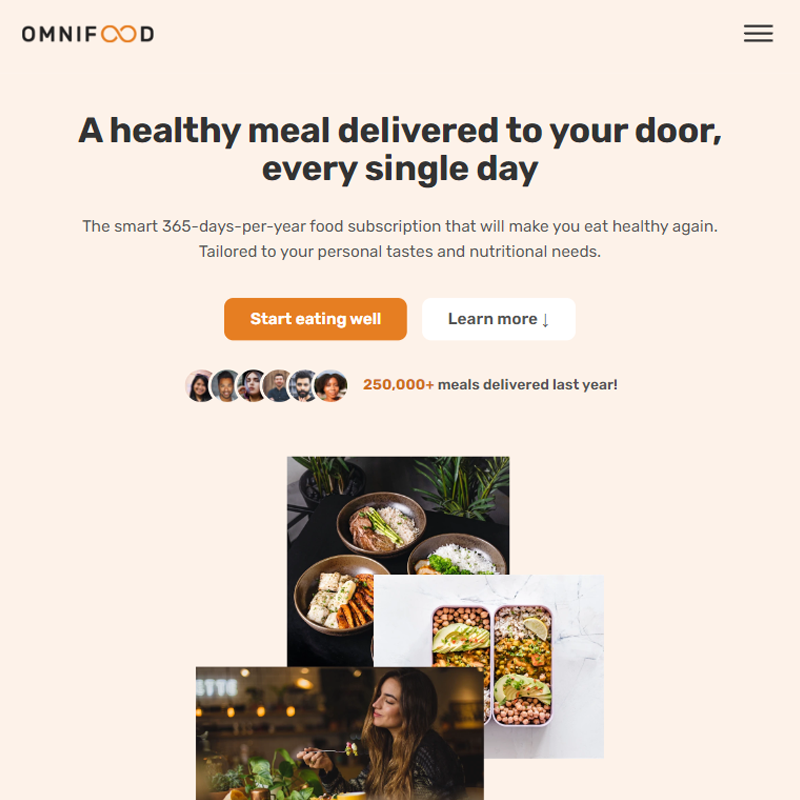 OMNIFOOD
A healthy meal delivered to your door,
every single day
The smart 365-days-per-year food subscription that will make you eat healthy again.
Tailored to your personal tastes and nutritional needs.
Start eating well
Learn more ↓
250,000+ meals delivered last year!